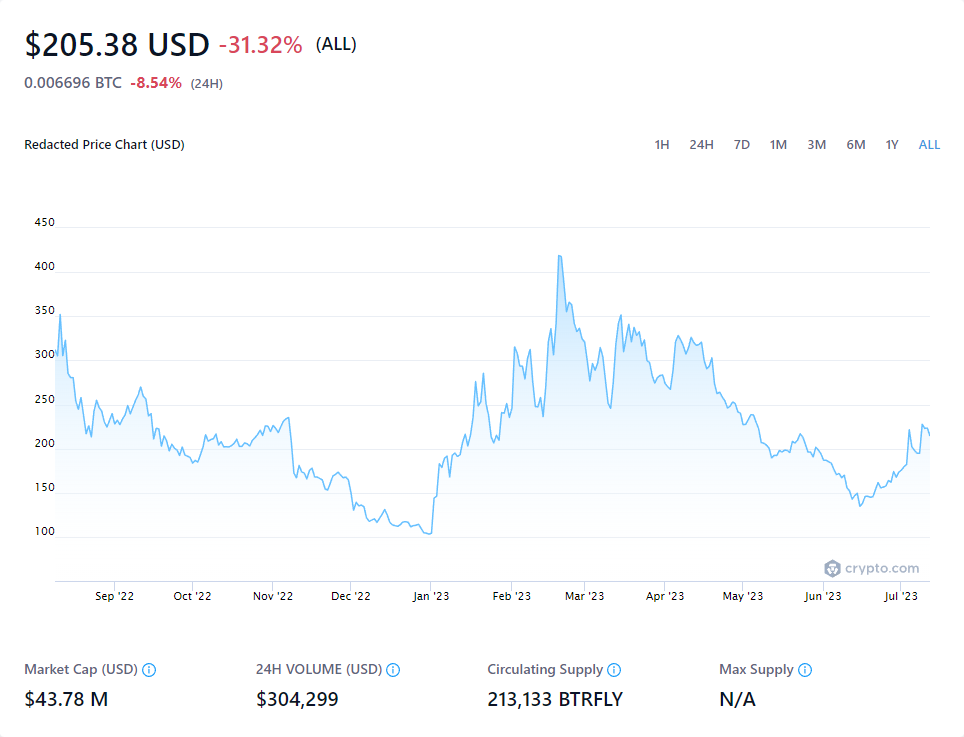 $205.38 USD -31.32% (ALL)
0.006696 BTC -8.54% (24H)
Redacted Price Chart (USD) 1H 24H 7D 1M 3M 6M 1Y ALL
450
400
350
300
250
200
150
100
crypto.com
Sep '22 Oct '22 Nov '22 Dec '22 Jan '23 Feb '23 Mar '23 Apr '23 May '23 Jun '23 Jul '23
Market Cap (USD) 24H VOLUME (USD) Circulating Supply Max Supply
$43.78 M $304,299 213,133 BTRFLY N/A